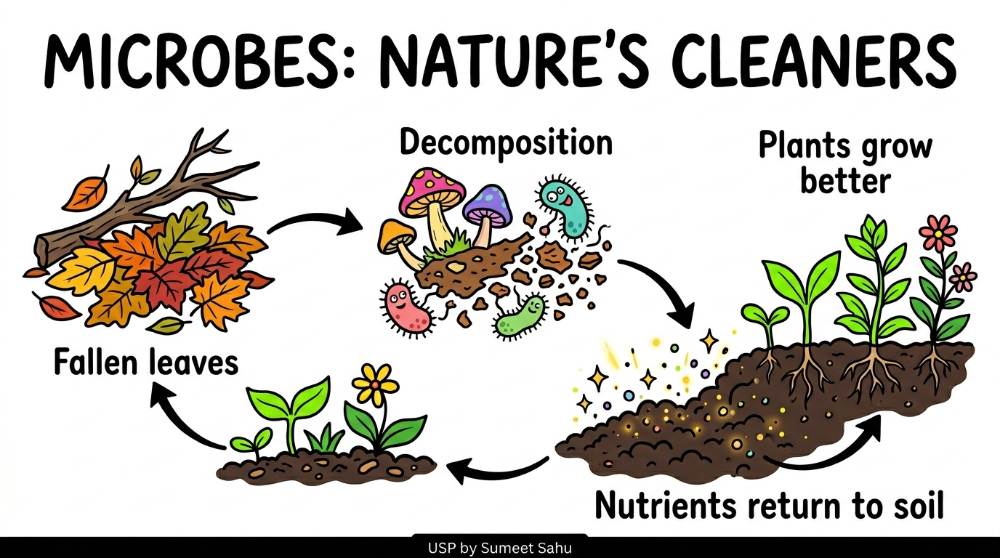 MICROBES: NATURE'S CLEANERS
Decomposition
Plants grow
better
Fallen leaves
Nutrients return to soil
USP by Sumeet Sahu